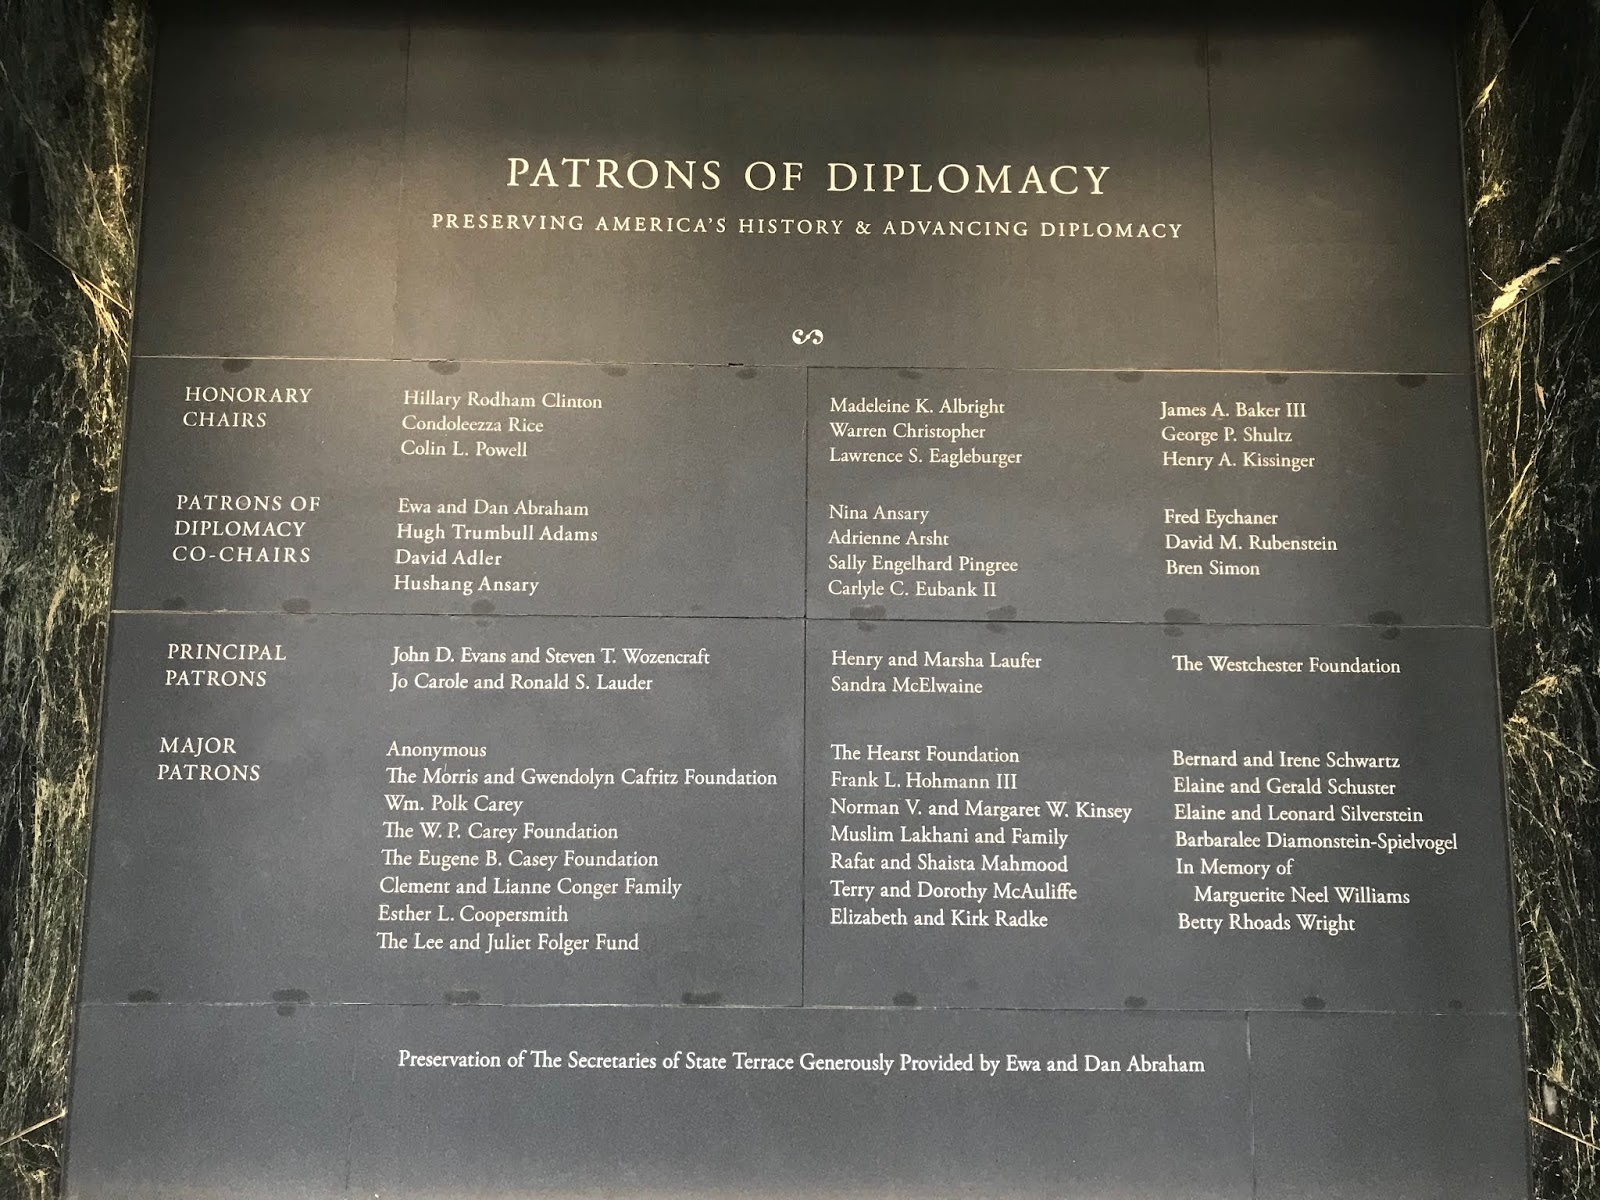 PATRONS OF DIPLOMACY
PRESERVING AMERICA'S HISTORY & ADVANCING DIPLOMACY
HONORARY
CHAIRS
Hillary Rodham Clinton
Condoleezza Rice
Colin L. Powell
Madeleine K. Albright
Warren Christopher
Lawrence S. Eagleburger
James A. Baker III
George P. Shultz
Henry A. Kissinger
PATRONS OF
DIPLOMACY
CO-CHAIRS
Ewa and Dan Abraham
Hugh Trumbull Adams
David Adler
Hushang Ansary
Nina Ansary
Adrienne Arsht
Sally Engelhard Pingree
Carlyle C. Eubank II
Fred Eychaner
David M. Rubenstein
Bren Simon
PRINCIPAL
PATRONS
John D. Evans and Steven T. Wozencraft
Jo Carole and Ronald S. Lauder
Henry and Marsha Laufer
Sandra McElwaine
The Westchester Foundation
MAJOR
PATRONS
Anonymous
The Morris and Gwendolyn Cafritz Foundation
Wm. Polk Carey
The W. P. Carey Foundation
The Eugene B. Casey Foundation
Clement and Lianne Conger Family
Esther L. Coopersmith
The Lee and Juliet Folger Fund
The Hearst Foundation
Frank L. Hohmann III
Norman V. and Margaret W. Kinsey
Muslim Lakhani and Family
Rafat and Shaista Mahmood
Terry and Dorothy McAuliffe
Elizabeth and Kirk Radke
Bernard and Irene Schwartz
Elaine and Gerald Schuster
Elaine and Leonard Silverstein
Barbaralee Diamonstein-Spielvogel
In Memory of
Marguerite Neel Williams
Betty Rhoads Wright
Preservation of The Secretaries of State Terrace Generously Provided by Ewa and Dan Abraham